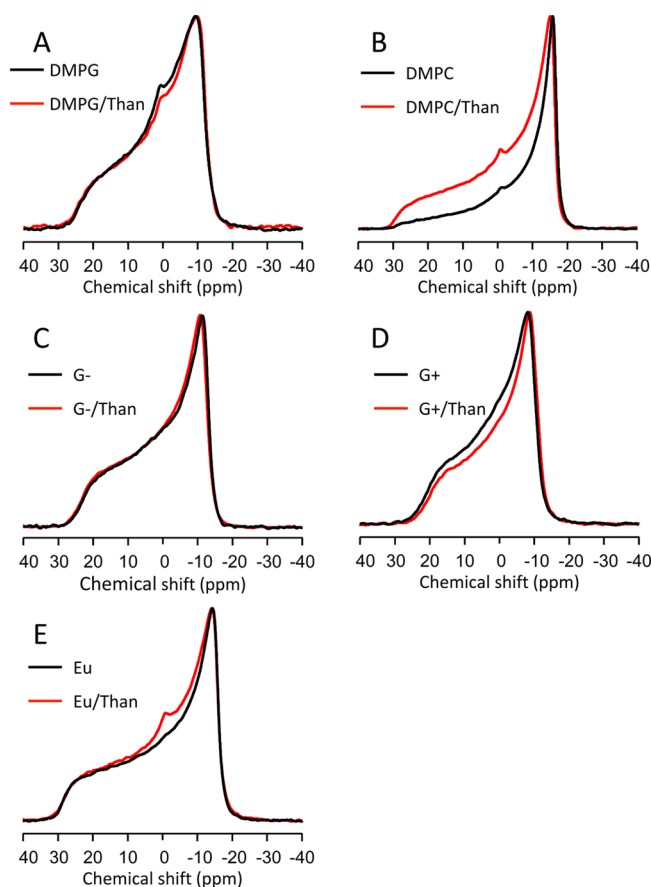 A
DMPG
DMPG/Than
40 30 20 10 0 -10 -20 -30 -40
Chemical shift (ppm)
B
DMPC
DMPC/Than
40 30 20 10 0 -10 -20 -30 -40
Chemical shift (ppm)
C
G-
G-/Than
40 30 20 10 0 -10 -20 -30 -40
Chemical shift (ppm)
D
G+
G+/Than
40 30 20 10 0 -10 -20 -30 -40
Chemical shift (ppm)
E
Eu
Eu/Than
40 30 20 10 0 -10 -20 -30 -40
Chemical shift (ppm)